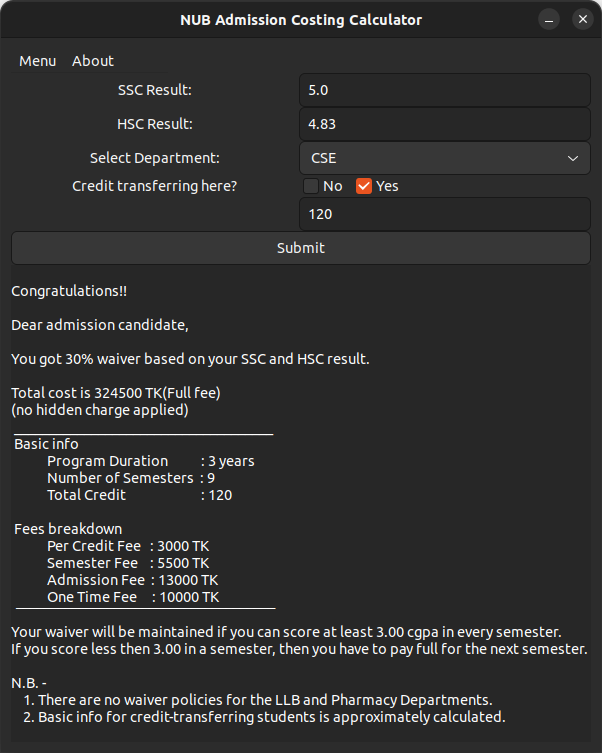 NUB Admission Costing Calculator
Menu About
SSC Result: 5.0
HSC Result: 4.83
Select Department: CSE
Credit transferring here? No Yes
120
Submit
Congratulations!!
Dear admission candidate,
You got 30% waiver based on your SSC and HSC result.
Total cost is 324500 TK(Full fee)
(no hidden charge applied)
Basic info
Program Duration : 3 years
Number of Semesters : 9
Total Credit : 120
Fees breakdown
Per Credit Fee : 3000 TK
Semester Fee : 5500 TK
Admission Fee : 13000 TK
One Time Fee : 10000 TK
Your waiver will be maintained if you can score at least 3.00 cgpa in every semester.
If you score less then 3.00 in a semester, then you have to pay full for the next semester.
N.B. -
1. There are no waiver policies for the LLB and Pharmacy Departments.
2. Basic info for credit-transferring students is approximately calculated.